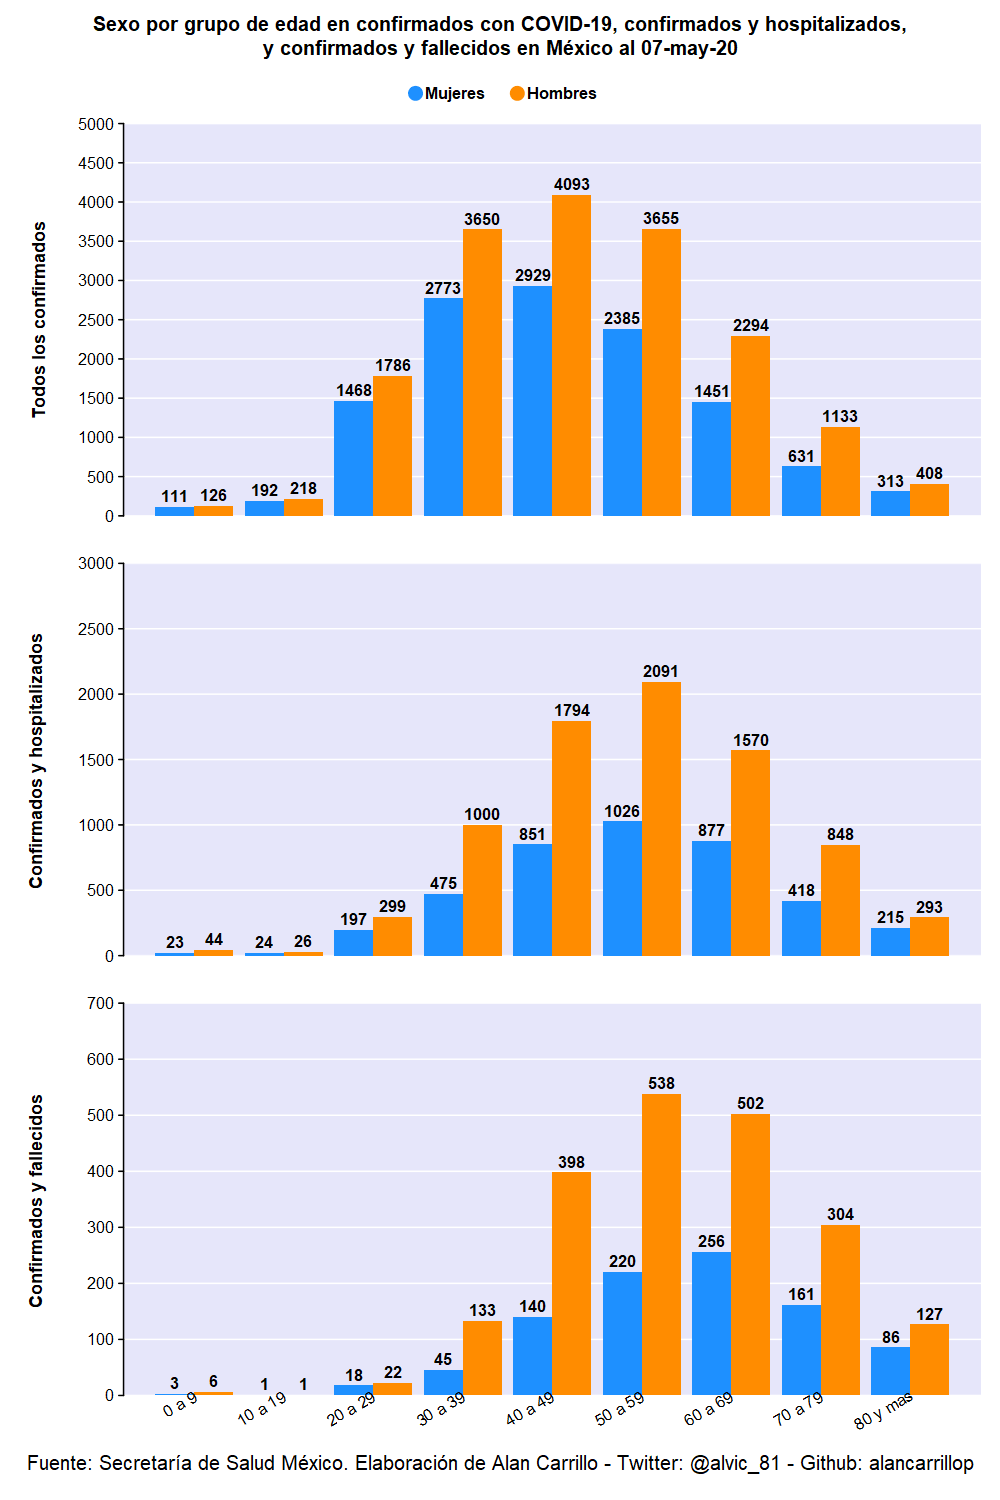 Sexo por grupo de edad en confirmados con COVID-19, confirmados y hospitalizados,
y confirmados y fallecidos en México al 07-may-20
Mujeres Hombres
Todos los confirmados
5000
4500
4000
3500
3000
2500
2000
1500
1000
500
0
111 126 192 218 1468 1786 2773 3650 2929 4093 2385 3655 1451 2294 631 1133 313 408
Confirmados y hospitalizados
3000
2500
2000
1500
1000
500
0
23 44 24 26 197 299 475 1000 851 1794 1026 2091 877 1570 418 848 215 293
Confirmados y fallecidos
700
600
500
400
300
200
100
0
3 6 1 1 18 22 45 133 140 398 220 538 256 502 161 304 86 127
0 a 9 10 a 19 20 a 29 30 a 39 40 a 49 50 a 59 60 a 69 70 a 79 80 y mas
Fuente: Secretaría de Salud México. Elaboración de Alan Carrillo - Twitter: @alvic_81 - Github: alancarrillop